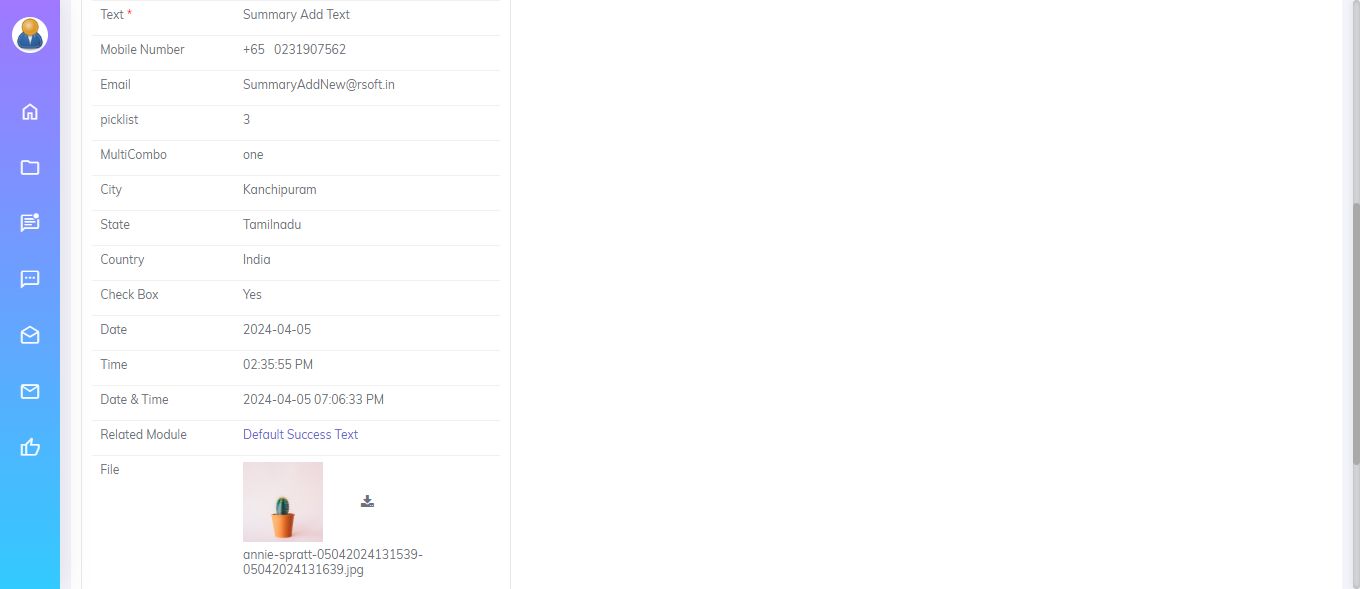 Text * Summary Add Text
Mobile Number +65 0231907562
Email SummaryAddNew@rsoft.in
picklist 3
MultiCombo one
City Kanchipuram
State Tamilnadu
Country India
Check Box Yes
Date 2024-04-05
Time 02:35:55 PM
Date & Time 2024-04-05 07:06:33 PM
Related Module Default Success Text
File
annie-spratt-05042024131539-
05042024131639.jpg